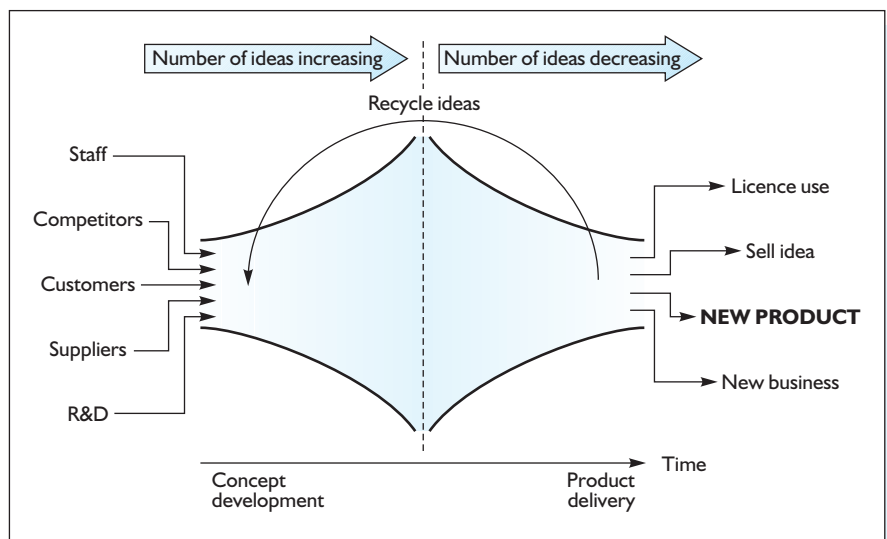 Number of ideas increasing
Number of ideas decreasing
Recycle ideas
Staff
Competitors
Customers
Suppliers
R&D
Licence use
Sell idea
NEW PRODUCT
New business
Time
Concept
development
Product
delivery